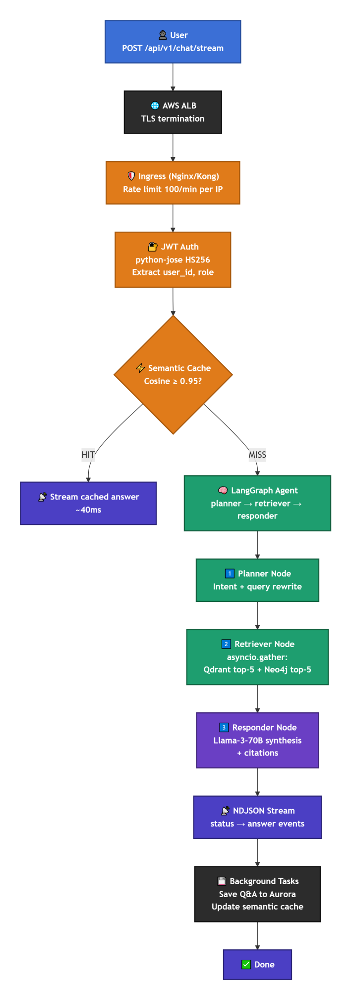 👤 User
POST /api/v1/chat/stream
🌐 AWS ALB
TLS termination
🛡️ Ingress (Nginx/Kong)
Rate limit 100/min per IP
🔐 JWT Auth
python-jose HS256
Extract user_id, role
⚡ Semantic Cache
Cosine ≥ 0.95?
HIT
MISS
📡 Stream cached answer
~40ms
🧠 LangGraph Agent
planner → retriever →
responder
1️⃣ Planner Node
Intent + query rewrite
2️⃣ Retriever Node
asyncio.gather:
Qdrant top-5 + Neo4j top-5
3️⃣ Responder Node
Llama-3-70B synthesis
+ citations
📡 NDJSON Stream
status → answer events
💾 Background Tasks
Save Q&A to Aurora
Update semantic cache
✅ Done